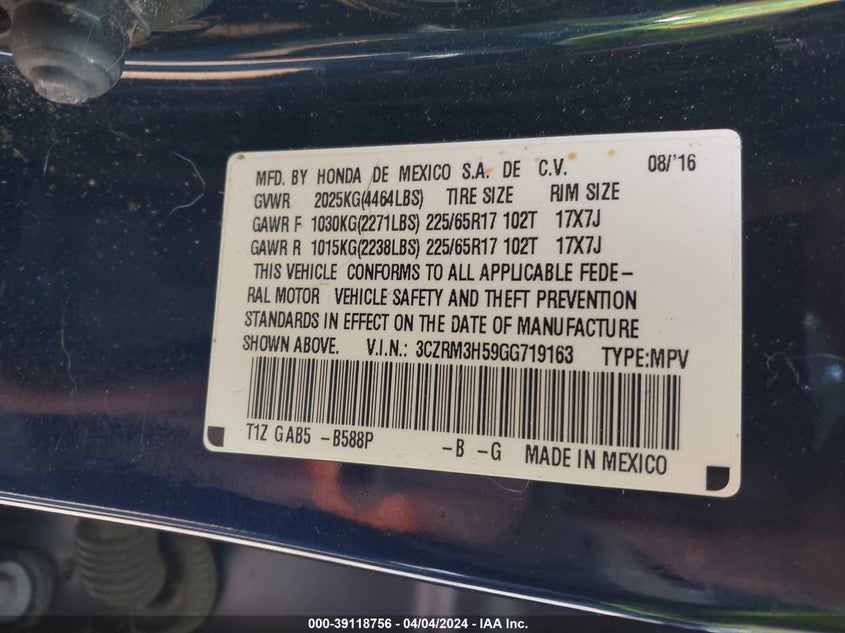 MFD. BY HONDA DE MEXICO S.A. DE C.V. 08/'16
GVWR 2025KG(4464LBS) TIRE SIZE RIM SIZE
GAWR F 1030KG(2271LBS) 225/65R17 102T 17X7J
GAWR R 1015KG(2238LBS) 225/65R17 102T 17X7J
THIS VEHICLE CONFORMS TO ALL APPLICABLE FEDE-
RAL MOTOR VEHICLE SAFETY AND THEFT PREVENTION
STANDARDS IN EFFECT ON THE DATE OF MANUFACTURE
SHOWN ABOVE. V.I.N.: 3CZRM3H59GG719163 TYPE:MPV
T1Z GAB5 -B588P -B -G MADE IN MEXICO
000-39118756 - 04/04/2024 - IAA Inc.